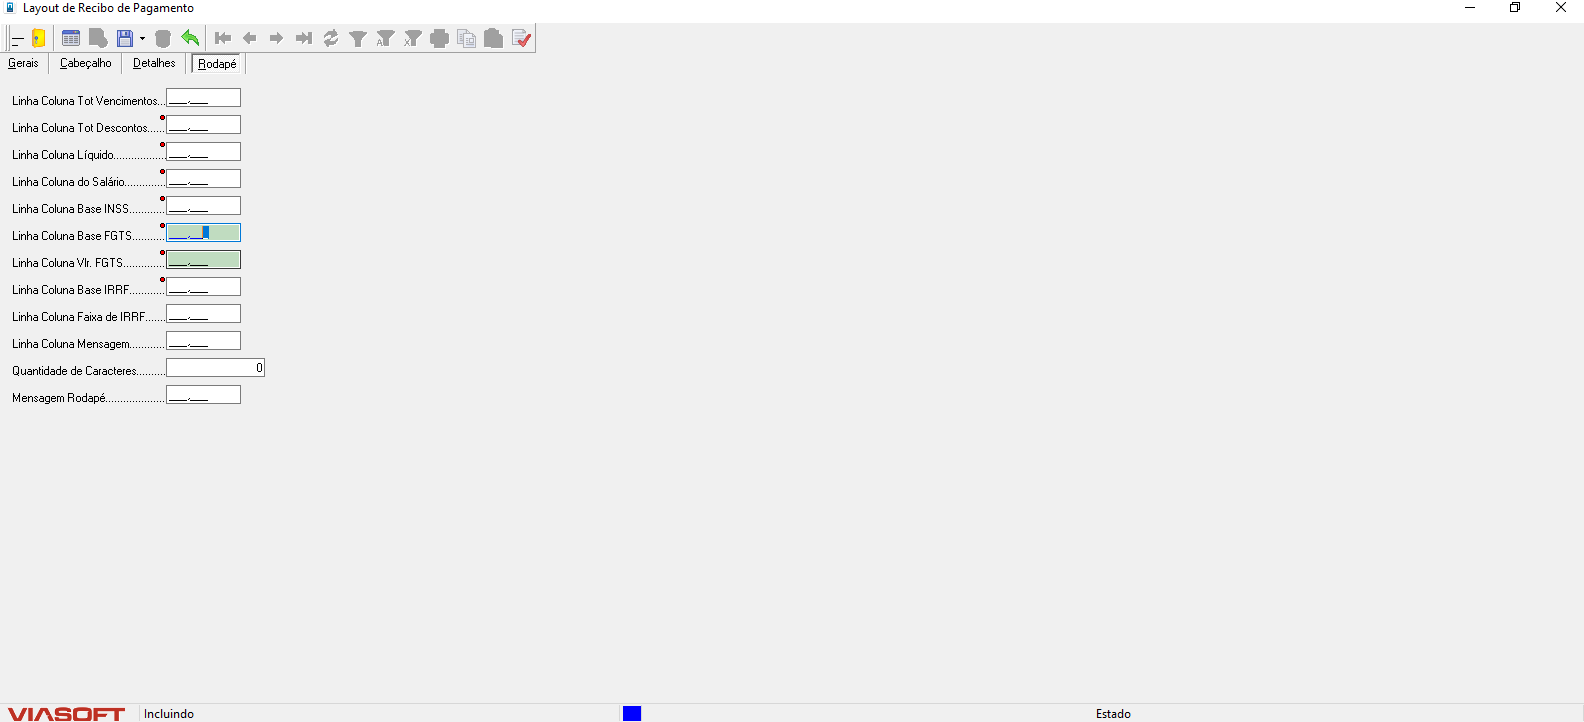 Layout de Recibo de Pagamento
Gerais Cabeçalho Detalhes Rodapé
Linha Coluna Tot Vencimentos... ___,___
Linha Coluna Tot Descontos...... ___,___
Linha Coluna Líquido.................. ___,___
Linha Coluna do Salário.............. ___,___
Linha Coluna Base INSS............ ___,___
Linha Coluna Base FGTS........... ___,___
Linha Coluna Vlr. FGTS.............. ___,___
Linha Coluna Base IRRF............ ___,___
Linha Coluna Faixa de IRRF....... ___,___
Linha Coluna Mensagem............ ___,___
Quantidade de Caracteres.......... 0
Mensagem Rodapé.................... ___,___
VIASOFT Incluindo Estado